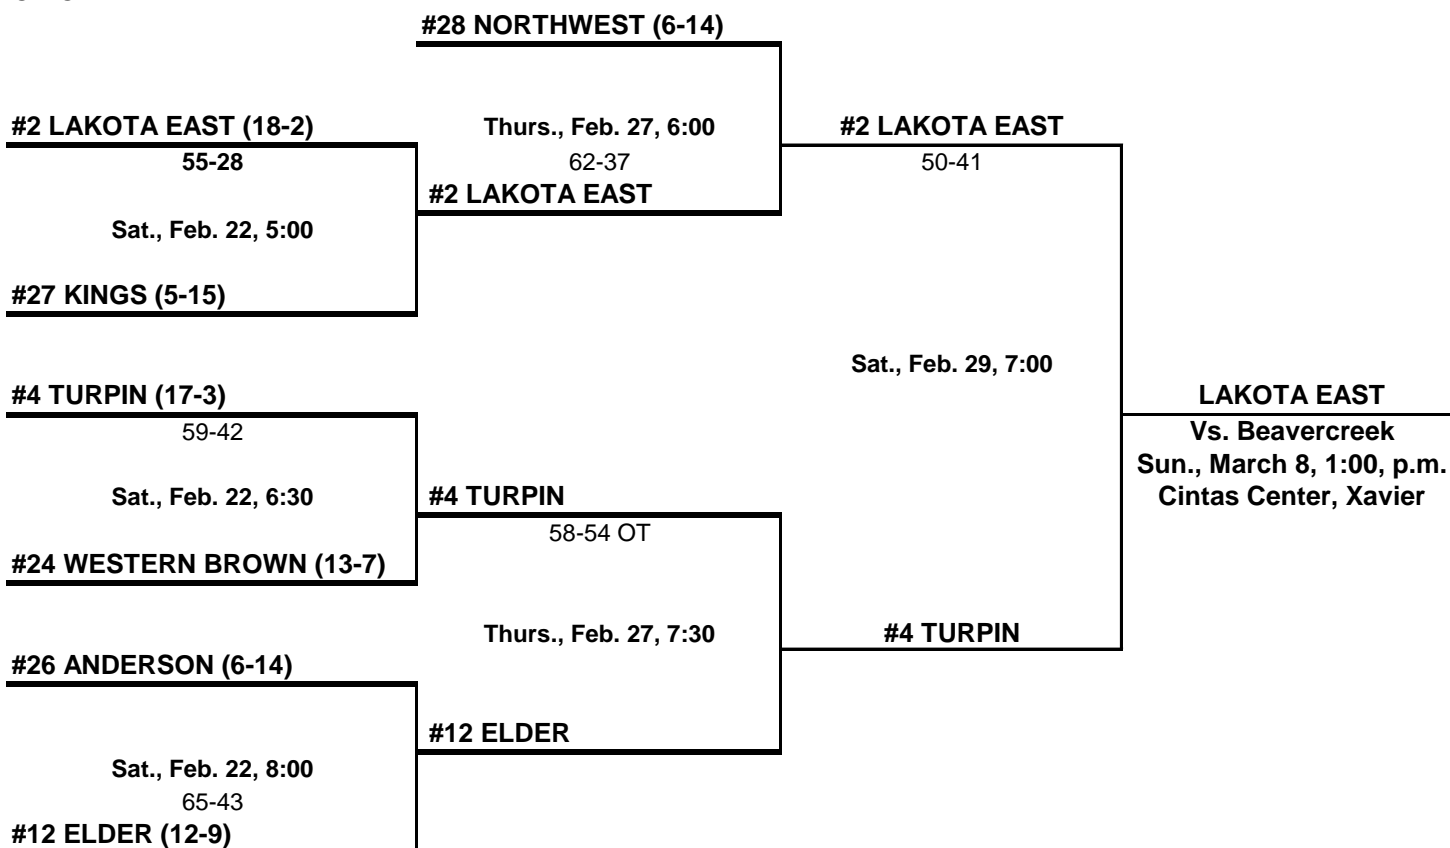 #28 NORTHWEST (6-14)
#2 LAKOTA EAST (18-2)
Thurs., Feb. 27, 6:00
#2 LAKOTA EAST
55-28
62-37
50-41
#2 LAKOTA EAST
Sat., Feb. 22, 5:00
#27 KINGS (5-15)
Sat., Feb. 29, 7:00
#4 TURPIN (17-3)
LAKOTA EAST
59-42
Vs. Beavercreek
Sun., March 8, 1:00, p.m.
Sat., Feb. 22, 6:30
#4 TURPIN
Cintas Center, Xavier
58-54 OT
#24 WESTERN BROWN (13-7)
Thurs., Feb. 27, 7:30
#4 TURPIN
#26 ANDERSON (6-14)
#12 ELDER
Sat., Feb. 22, 8:00
65-43
#12 ELDER (12-9)